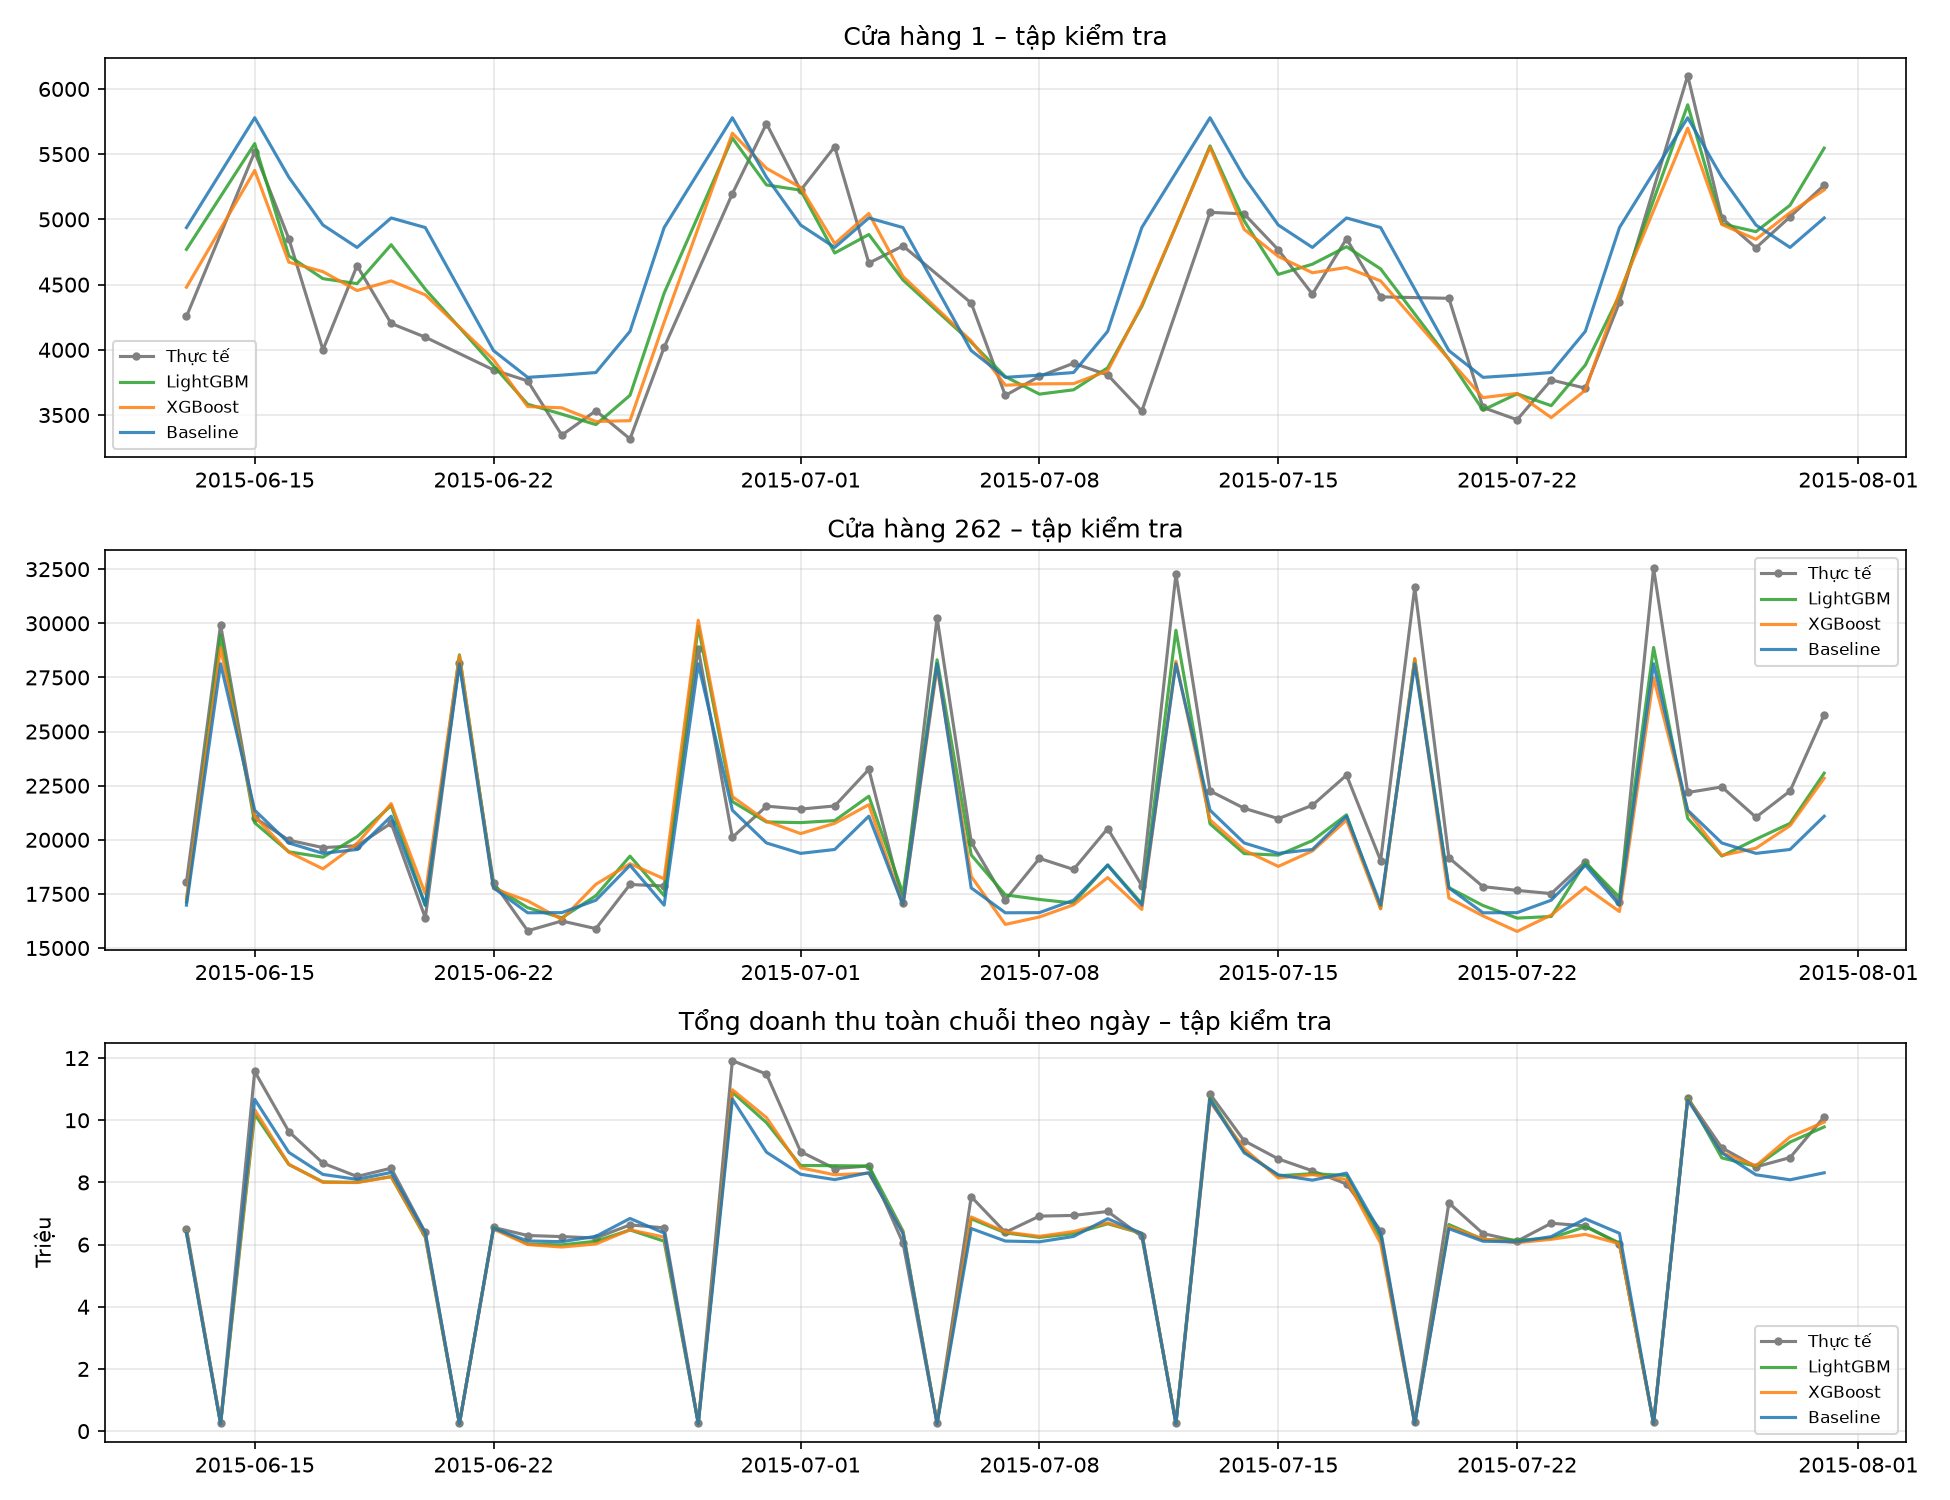 Cửa hàng 1 – tập kiểm tra
6000
5500
5000
4500
4000
3500
Thực tế
LightGBM
XGBoost
Baseline
2015-06-15 2015-06-22 2015-07-01 2015-07-08 2015-07-15 2015-07-22 2015-08-01
Cửa hàng 262 – tập kiểm tra
32500
30000
27500
25000
22500
20000
17500
15000
Thực tế
LightGBM
XGBoost
Baseline
2015-06-15 2015-06-22 2015-07-01 2015-07-08 2015-07-15 2015-07-22 2015-08-01
Tổng doanh thu toàn chuỗi theo ngày – tập kiểm tra
Triệu
12
10
8
6
4
2
0
Thực tế
LightGBM
XGBoost
Baseline
2015-06-15 2015-06-22 2015-07-01 2015-07-08 2015-07-15 2015-07-22 2015-08-01